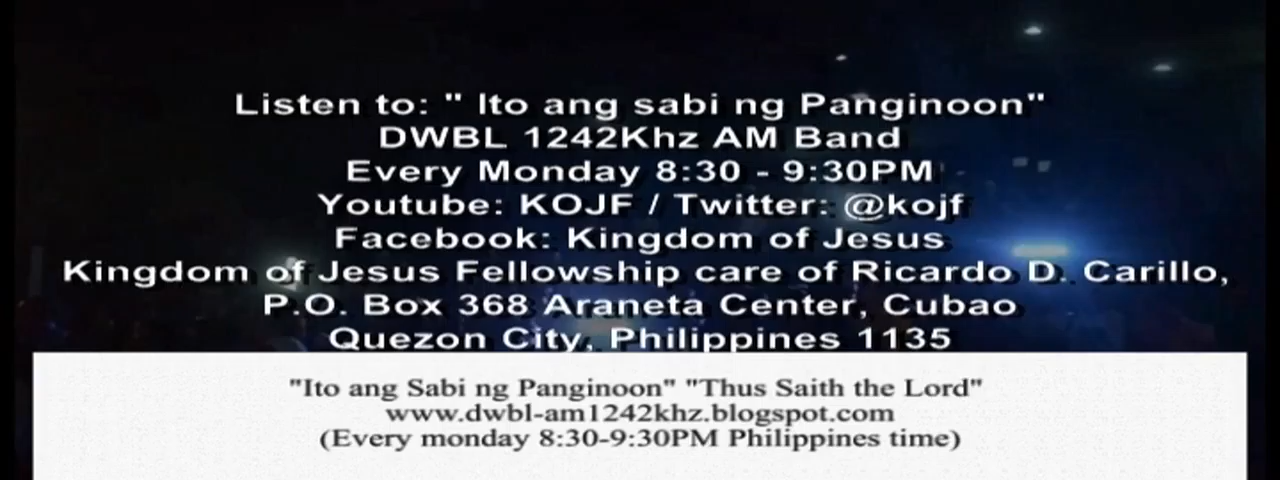 Listen to: " Ito ang sabi ng Panginoon"
DWBL 1242Khz AM Band
Every Monday 8:30 - 9:30PM
Youtube: KOJF / Twitter: @kojf
Facebook: Kingdom of Jesus
Kingdom of Jesus Fellowship care of Ricardo D. Carillo,
P.O. Box 368 Araneta Center, Cubao
Quezon City, Philippines 1135
"Ito ang Sabi ng Panginoon" "Thus Saith the Lord"
www.dwbl-am1242khz.blogspot.com
(Every monday 8:30-9:30PM Philippines time)